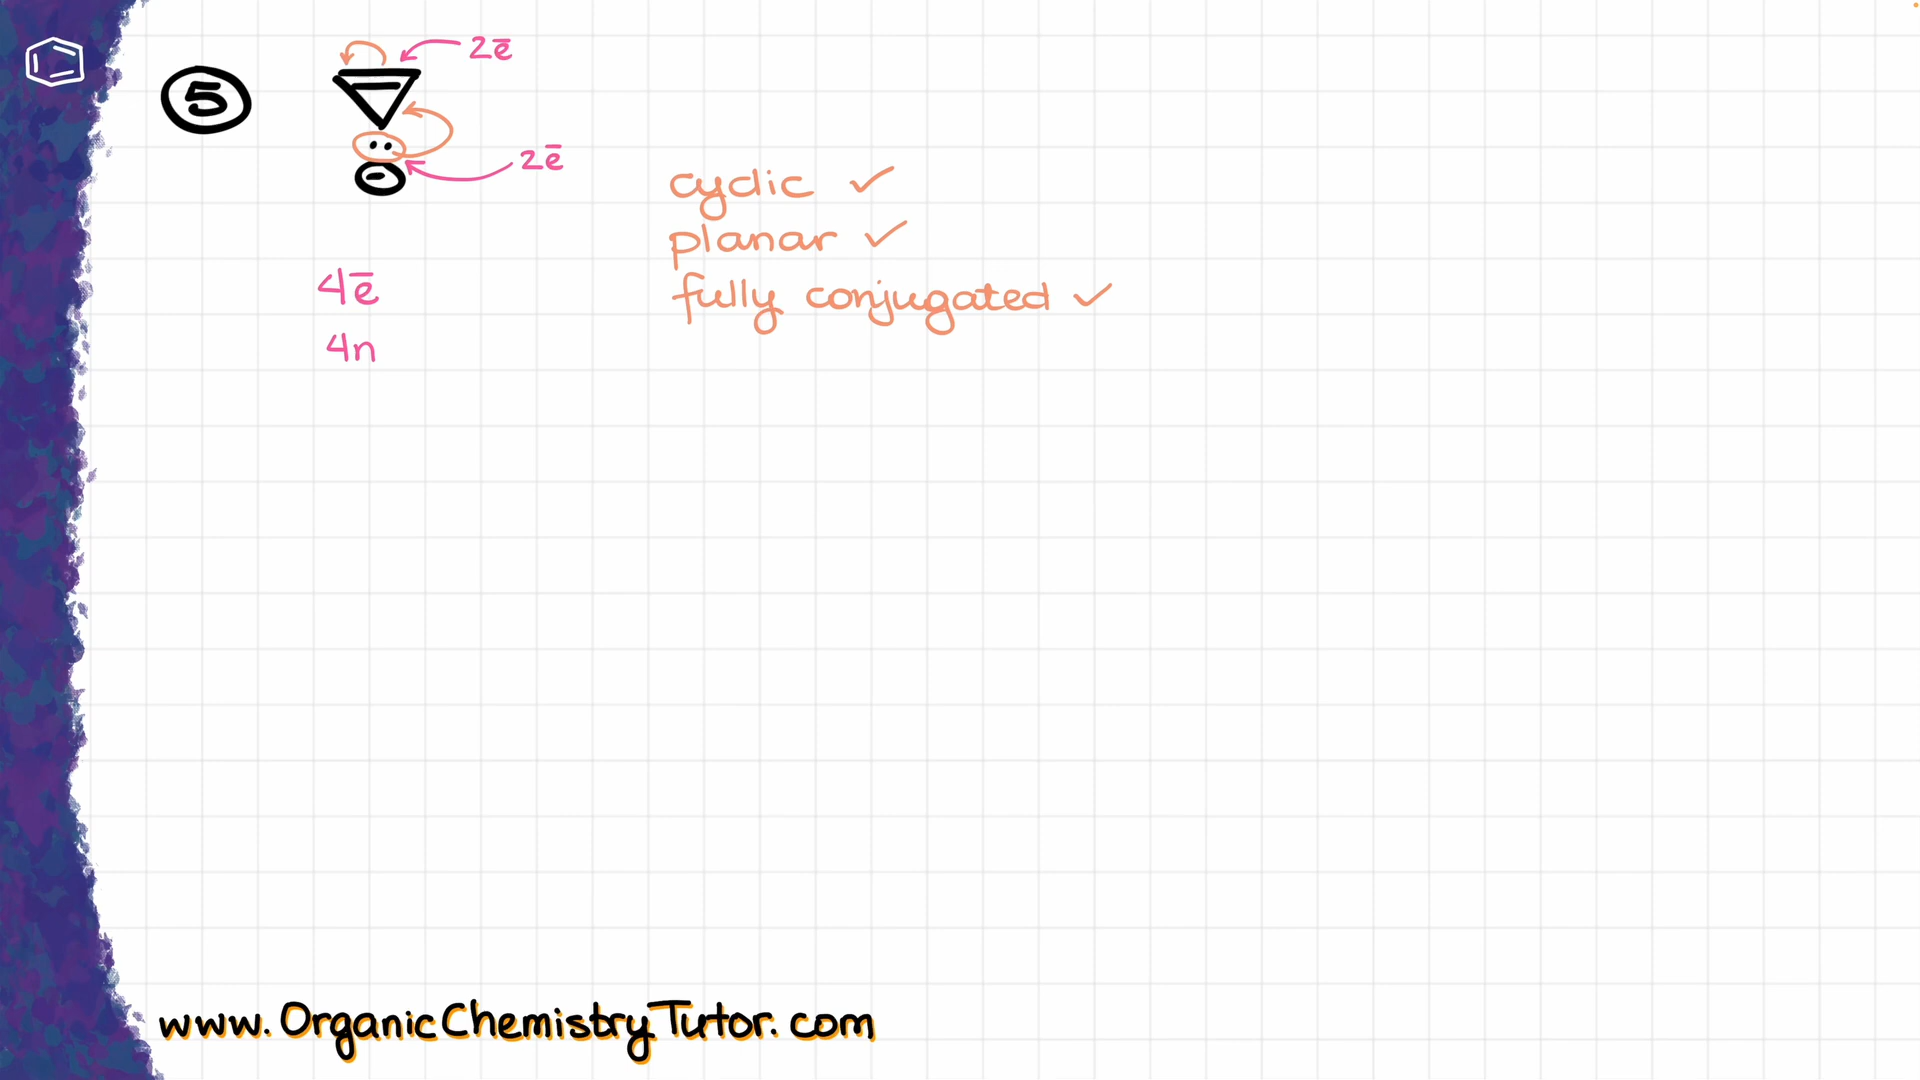 5
2ē
2ē
cyclic ✓
planar ✓
fully conjugated ✓
4ē
4n
www.OrganicChemistryTutor.com